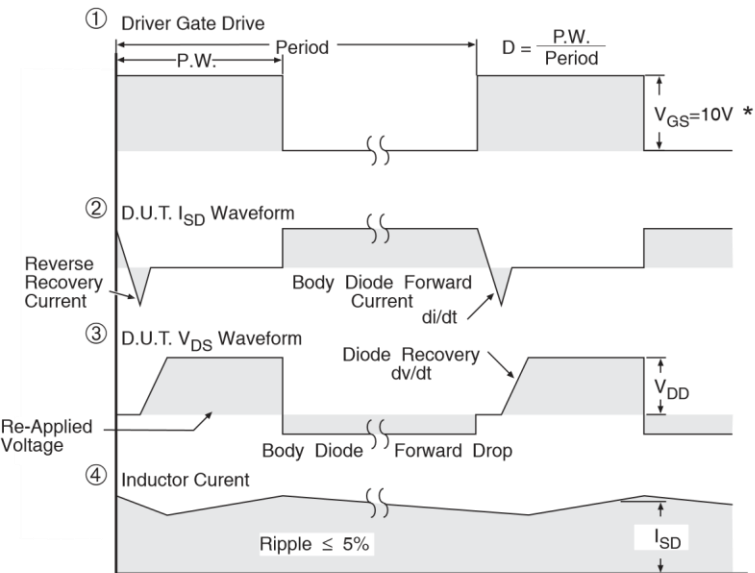 ① Driver Gate Drive
P.W.
Period
D = P.W.
Period
V_GS=10V *
② D.U.T. I_SD Waveform
Reverse
Recovery
Current
Body Diode Forward
Current
di/dt
③ D.U.T. V_DS Waveform
Diode Recovery
dv/dt
V_DD
Re-Applied
Voltage
Body Diode Forward Drop
④ Inductor Curent
Ripple ≤ 5%
I_SD